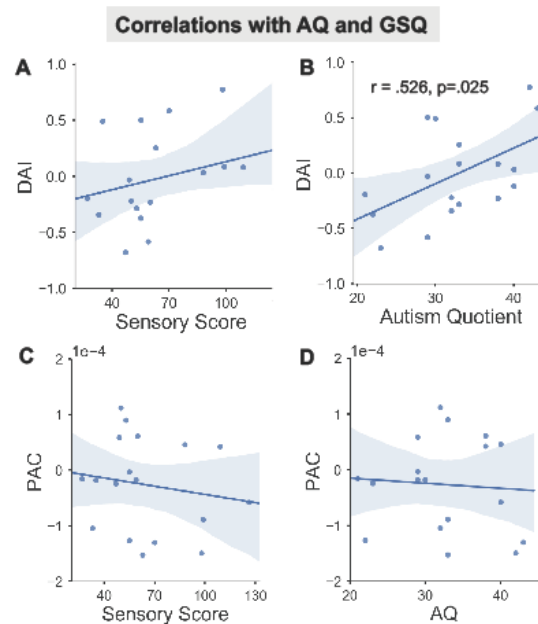 Correlations with AQ and GSQ
A
1.0
0.5
0.0
−0.5
−1.0
DAI
40 70 100
Sensory Score
B
r = .526, p=.025
1.0
0.5
0.0
−0.5
1.0
DAI
20 30 40
Autism Quotient
C
1e−4
2
1
0
−1
−2
PAC
40 70 100 130
Sensory Score
D
1e−4
2
1
0
−1
−2
PAC
20 30 40
AQ